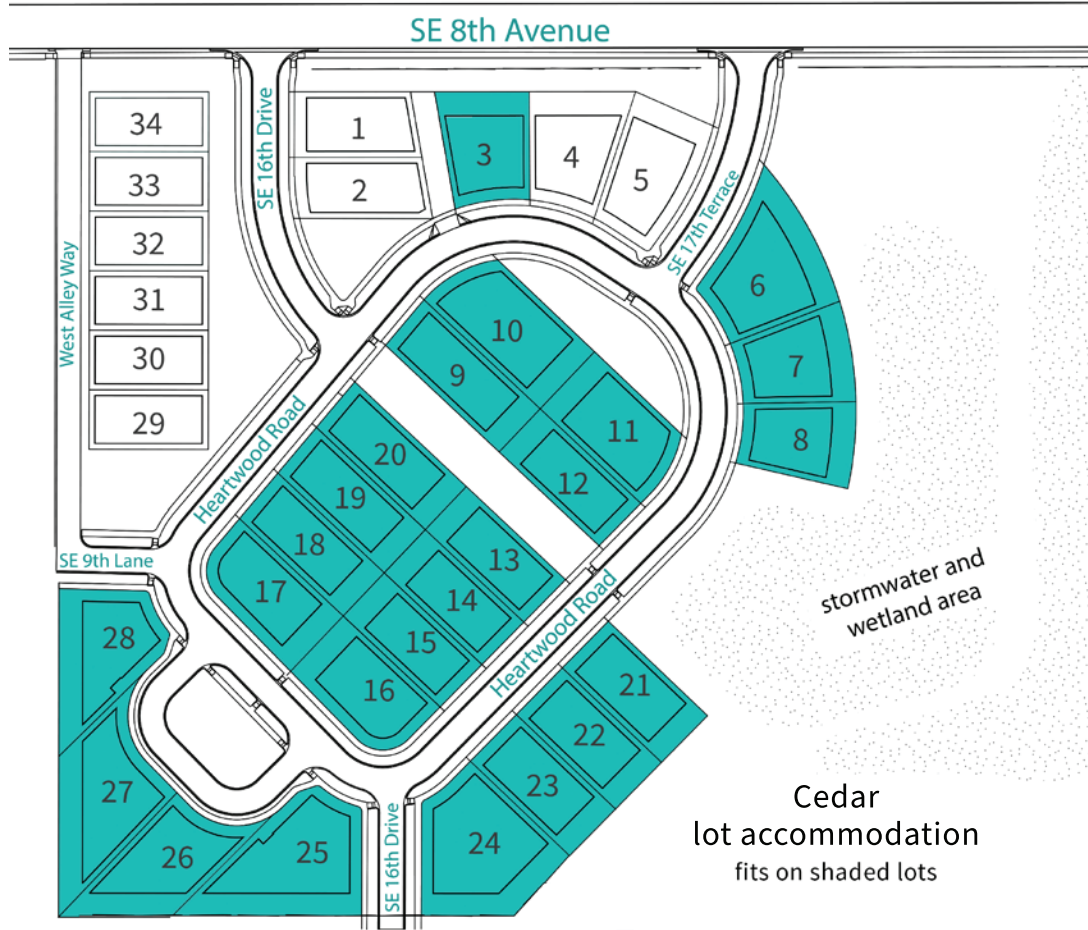 SE 8th Avenue
SE 16th Drive
SE 17th Terrace
West Alley Way
34
33
32
31
30
29
1
2
3
4
5
6
7
8
10
9
11
12
20
19
18
17
13
14
15
16
Heartwood Road
Heartwood Road
SE 9th Lane
28
27
26
25
SE 16th Drive
21
22
23
24
stormwater and
wetland area
Cedar
lot accommodation
fits on shaded lots